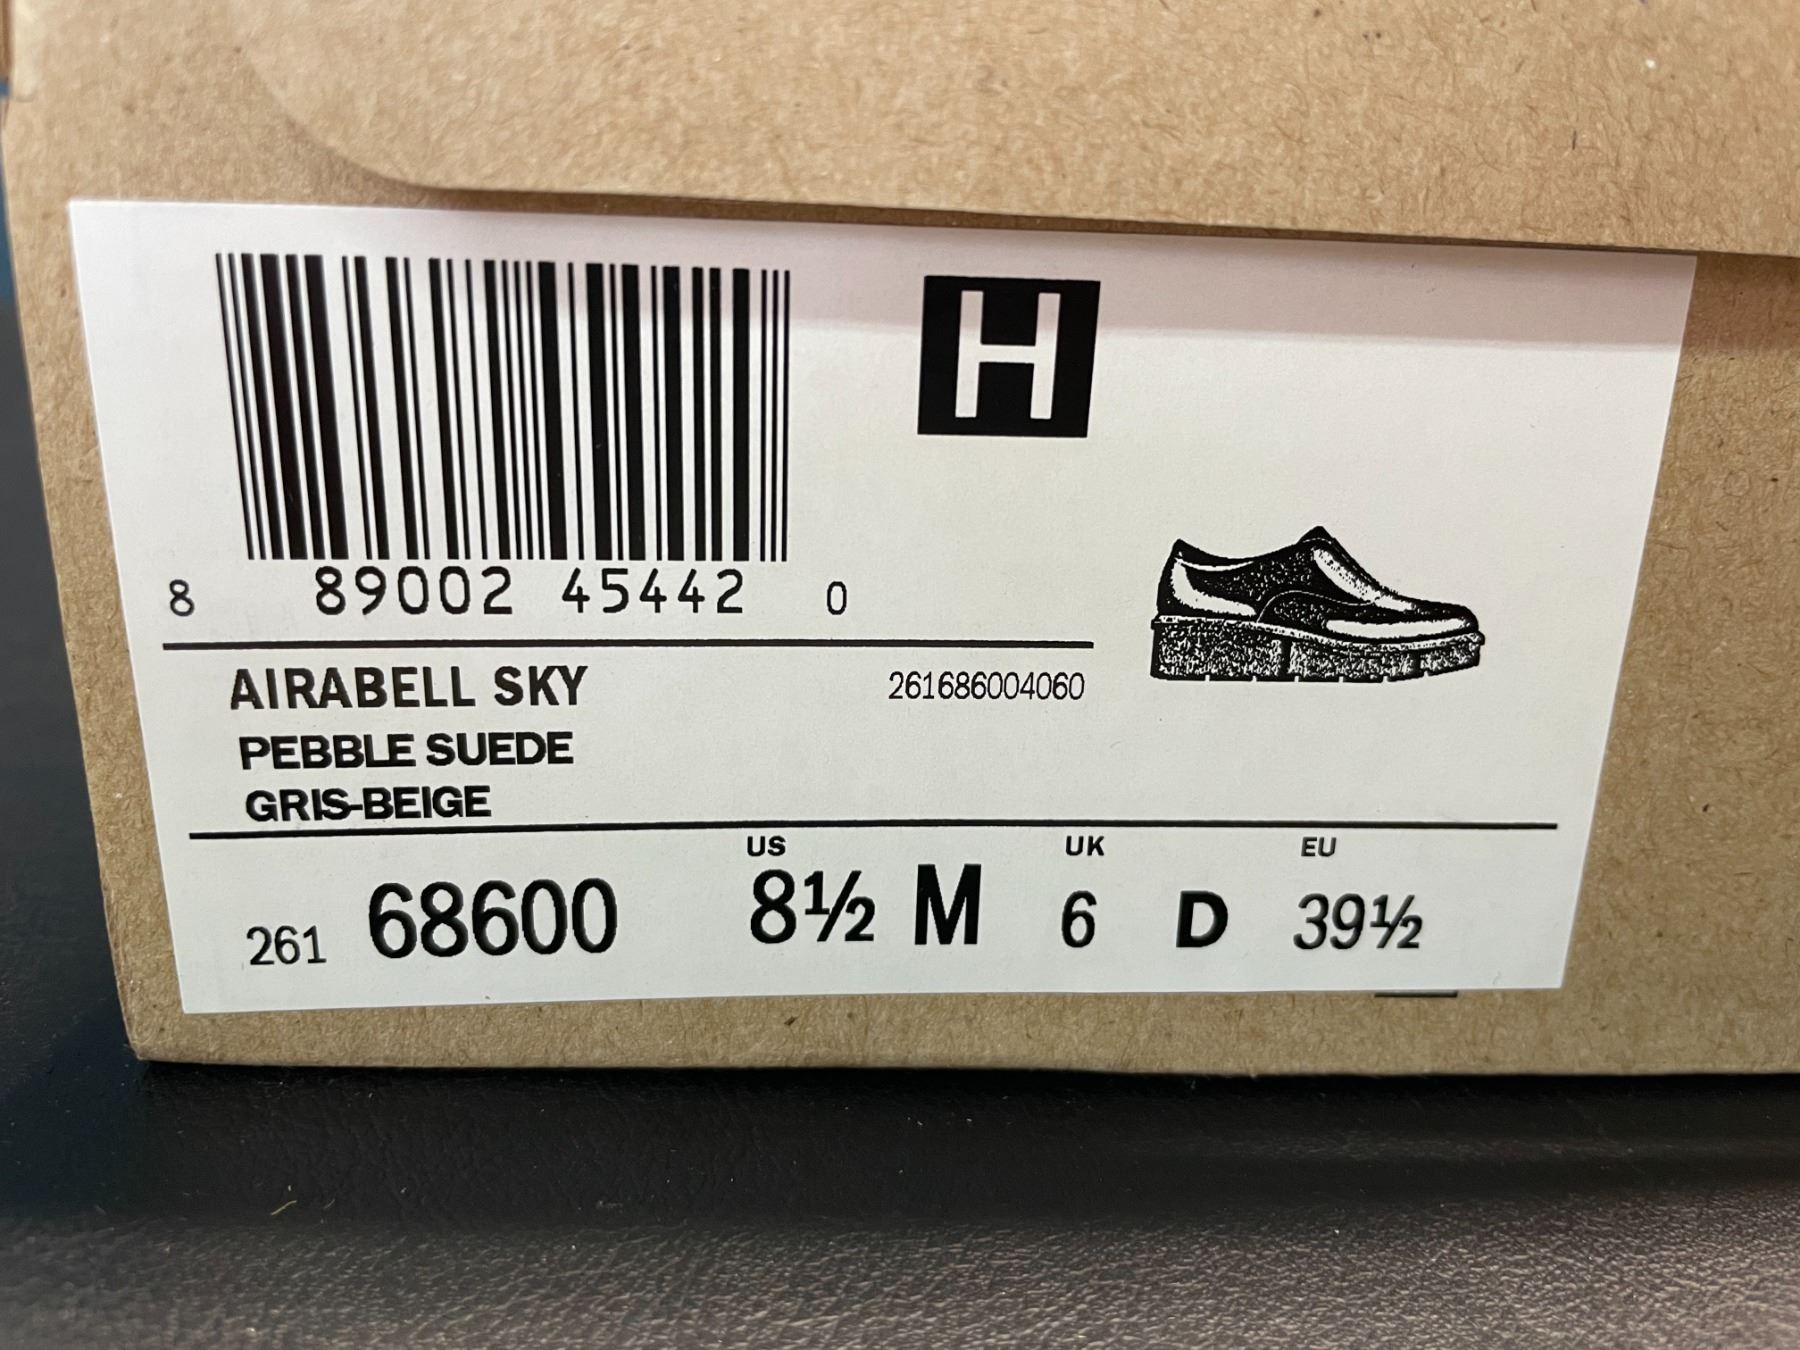 H
8 89002 45442 0
AIRABELL SKY 261686004060
PEBBLE SUEDE
GRIS-BEIGE
US UK EU
261 68600 8½ M 6 D 39½